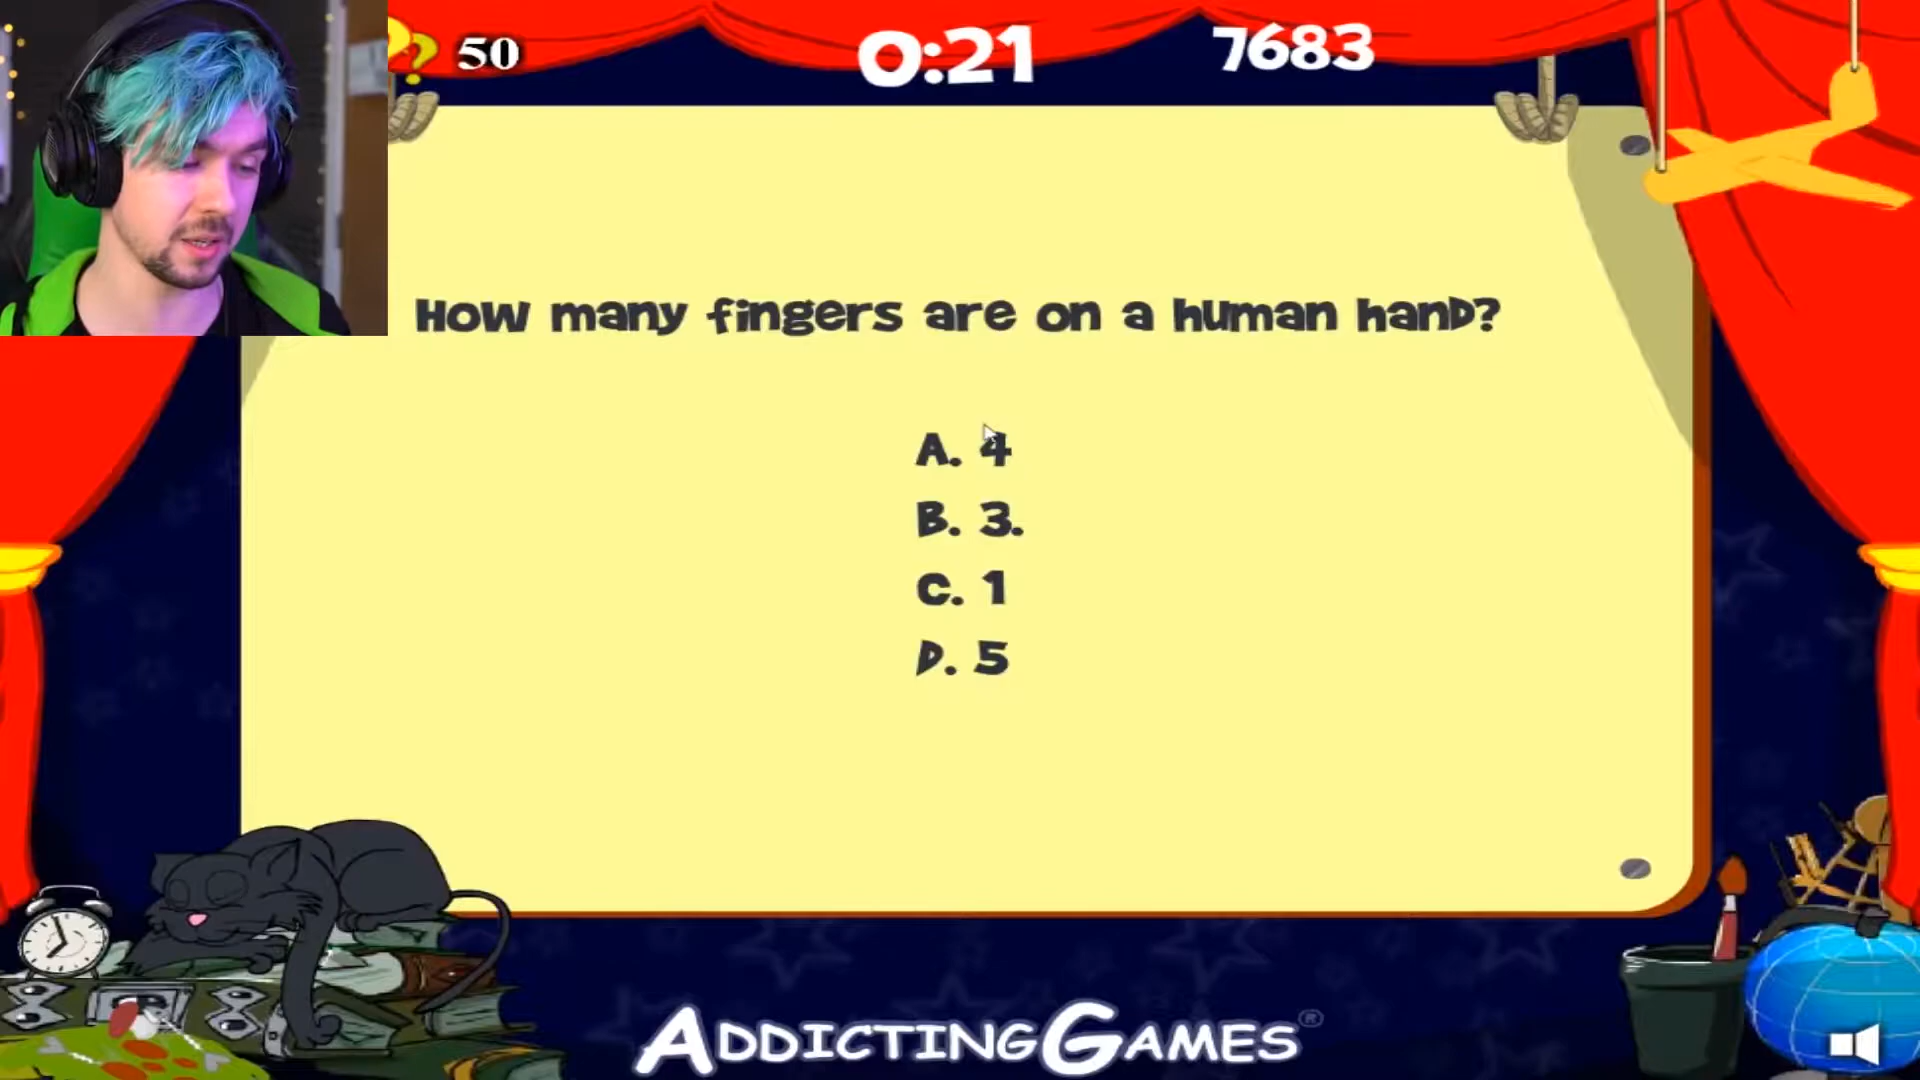 50
0:21
7683
How many fingers are on a human hand?
A. 4
B. 3.
C. 1
D. 5
ADDICTINGGAMES®